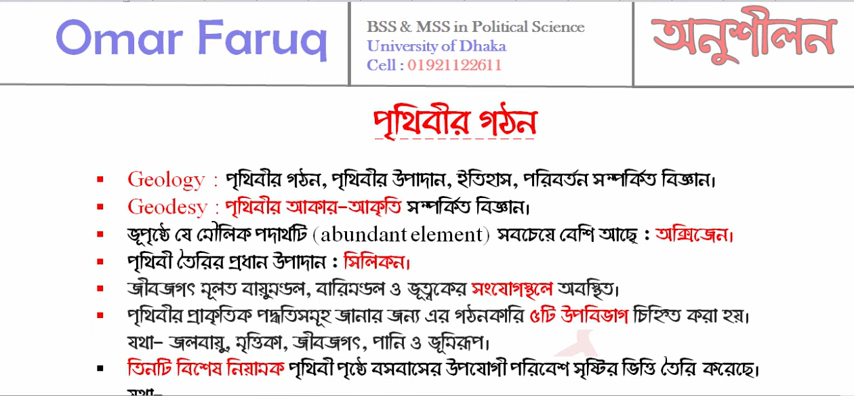 Omar Faruq
BSS & MSS in Political Science
University of Dhaka
Cell : 01921122611
অনুশীলন
পৃথিবীর গঠন
▪ Geology : পৃথিবীর গঠন, পৃথিবীর উপাদান, ইতিহাস, পরিবর্তন সম্পর্কিত বিজ্ঞান।
▪ Geodesy : পৃথিবীর আকার-আকৃতি সম্পর্কিত বিজ্ঞান।
▪ ভূপৃষ্ঠে যে মৌলিক পদার্থটি (abundant element) সবচেয়ে বেশি আছে : অক্সিজেন।
▪ পৃথিবী তৈরির প্রধান উপাদান : সিলিকন।
▪ জীবজগৎ মূলত বায়ুমন্ডল, বারিমন্ডল ও ভূত্বকের সংযোগস্থলে অবস্থিত।
▪ পৃথিবীর প্রাকৃতিক পদ্ধতিসমূহ জানার জন্য এর গঠনকারি ৫টি উপবিভাগ চিহ্নিত করা হয়।
যথা- জলবায়ু, মৃত্তিকা, জীবজগৎ, পানি ও ভূমিরূপ।
▪ তিনটি বিশেষ নিয়ামক পৃথিবী পৃষ্ঠে বসবাসের উপযোগী পরিবেশ সৃষ্টির ভিত্তি তৈরি করেছে।
যথা-